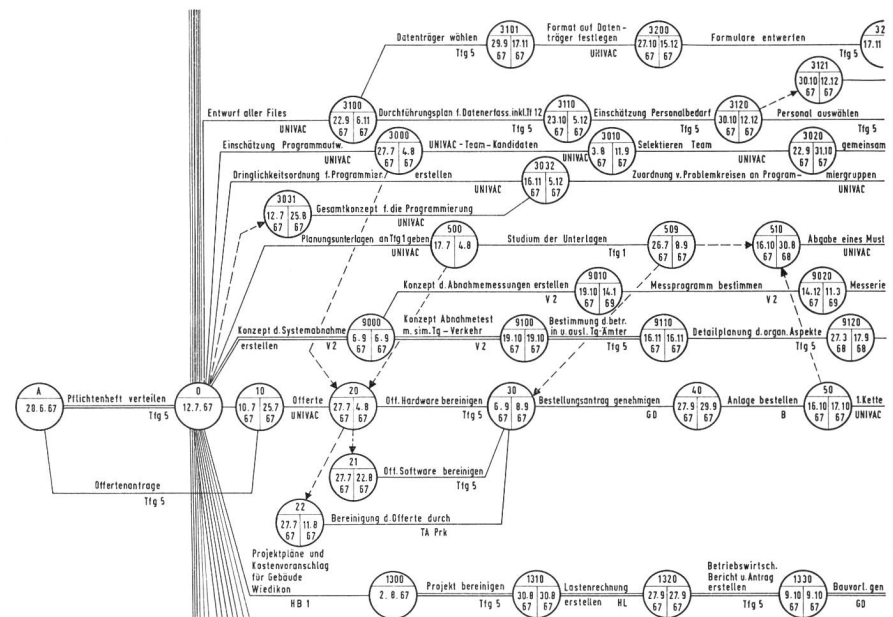 3101
29.9 17.11
67 67
3200
27.10 15.12
67 67
17.11
Datenträger wählen
Tfg 5
Format auf Daten-
träger festlegen
UNIVAC
Formulare entwerfen
Tfg 5
3121
30.10 12.12
67 67
Entwurf aller Files
UNIVAC
3100
22.9 6.11
67 67
Durchführungsplan f. Datenerfass. inkl. Tf 12
Tfg 5
3110
23.10 5.12
67 67
Einschätzung Personalbedarf
Tfg 5
3120
30.10 12.12
67 67
Personal auswählen
Tfg 5
Einschätzung Programmaufw.
UNIVAC
3000
27.7 4.8
67 67
UNIVAC-Team-Kandidaten
UNIVAC
3010
3.8 11.9
67 67
Selektieren Team
UNIVAC
3020
22.9 31.10
67 67
gemeinsam
Dringlichkeitsordnung f. Programmier. erstellen
UNIVAC
3032
16.11 5.12
67 67
Zuordnung v. Problemkreisen an Program-
miergruppen
UNIVAC
3031
12.7 25.8
67 67
Gesamtkonzept f. die Programmierung
UNIVAC
Planungsunterlagen an Tfg 1 geben
UNIVAC
500
17.7 4.8
Studium der Unterlagen
Tfg 1
509
26.7 8.9
67 67
510
16.10 30.8
67 68
Abgabe eines Must
UNIVAC
Konzept d. Abnahmemessungen erstellen
V 2
9010
19.10 14.1
67 69
Messprogramm bestimmen
V 2
9020
14.12 11.3
67 69
Messerie
Konzept d. Systemabnahme
erstellen V 2
9000
6.9 6.9
67 67
Konzept Abnahmetest
m. sim. Tg-Verkehr
V 2
9100
19.10 19.10
67 67
Bestimmung d. betr.
in u. ausl. Tg-Ämter
Tfg 5
9110
16.11 16.11
67 67
Detailplanung d. organ. Aspekte
Tfg 5
9120
27.3 17.9
68 68
A
28.6.67
Pflichtenheft verteilen
Tfg 5
0
12.7.67
10
10.7 25.7
67 67
Offerte
UNIVAC
20
27.7 4.8
67 67
Off. Hardware bereinigen
Tfg 5
30
6.9 8.9
67 67
Bestellungsantrag genehmigen
GD
40
27.9 29.9
67 67
Anlage bestellen
B
50
16.10 17.10
67 67
1. Kette
UNIVAC
Offertenanfrage
Tfg 5
21
27.7 22.8
67 67
Off. Software bereinigen
Tfg 5
22
27.7 11.8
67 67
Bereinigung d. Offerte durch
TA Prk
Projektpläne und
Kostenvoranschlag
für Gebäude
Wiedikon
HB 1
1300
2.8.67
Projekt bereinigen
Tfg 5
1310
30.8 30.8
67 67
Lastenrechnung
erstellen HL
1320
27.9 27.9
67 67
Betriebswirtsch.
Bericht u. Antrag
erstellen
Tfg 5
1330
9.10 9.10
67 67
Bauvorl. gen
GD